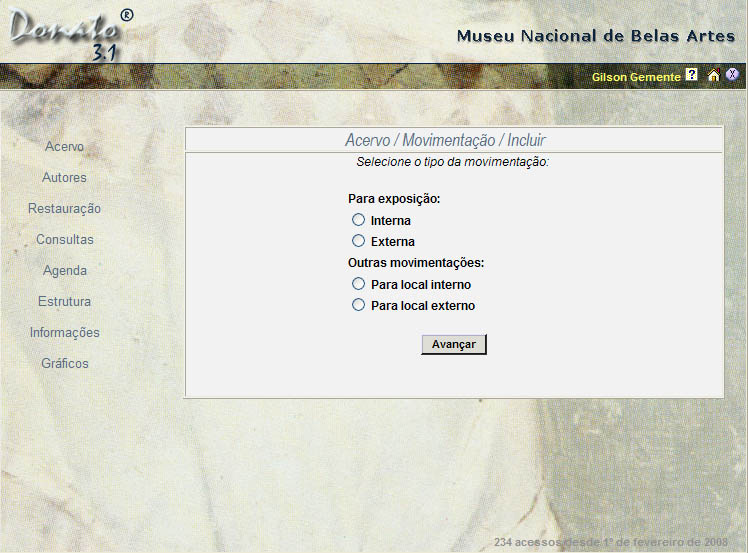 Donato ®
3.1
Museu Nacional de Belas Artes
Gilson Gemente ? X
Acervo
Autores
Restauração
Consultas
Agenda
Estrutura
Informações
Gráficos
Acervo / Movimentação / Incluir
Selecione o tipo da movimentação:
Para exposição:
Interna
Externa
Outras movimentações:
Para local interno
Para local externo
Avançar
234 acessos desde 1º de fevereiro de 2008